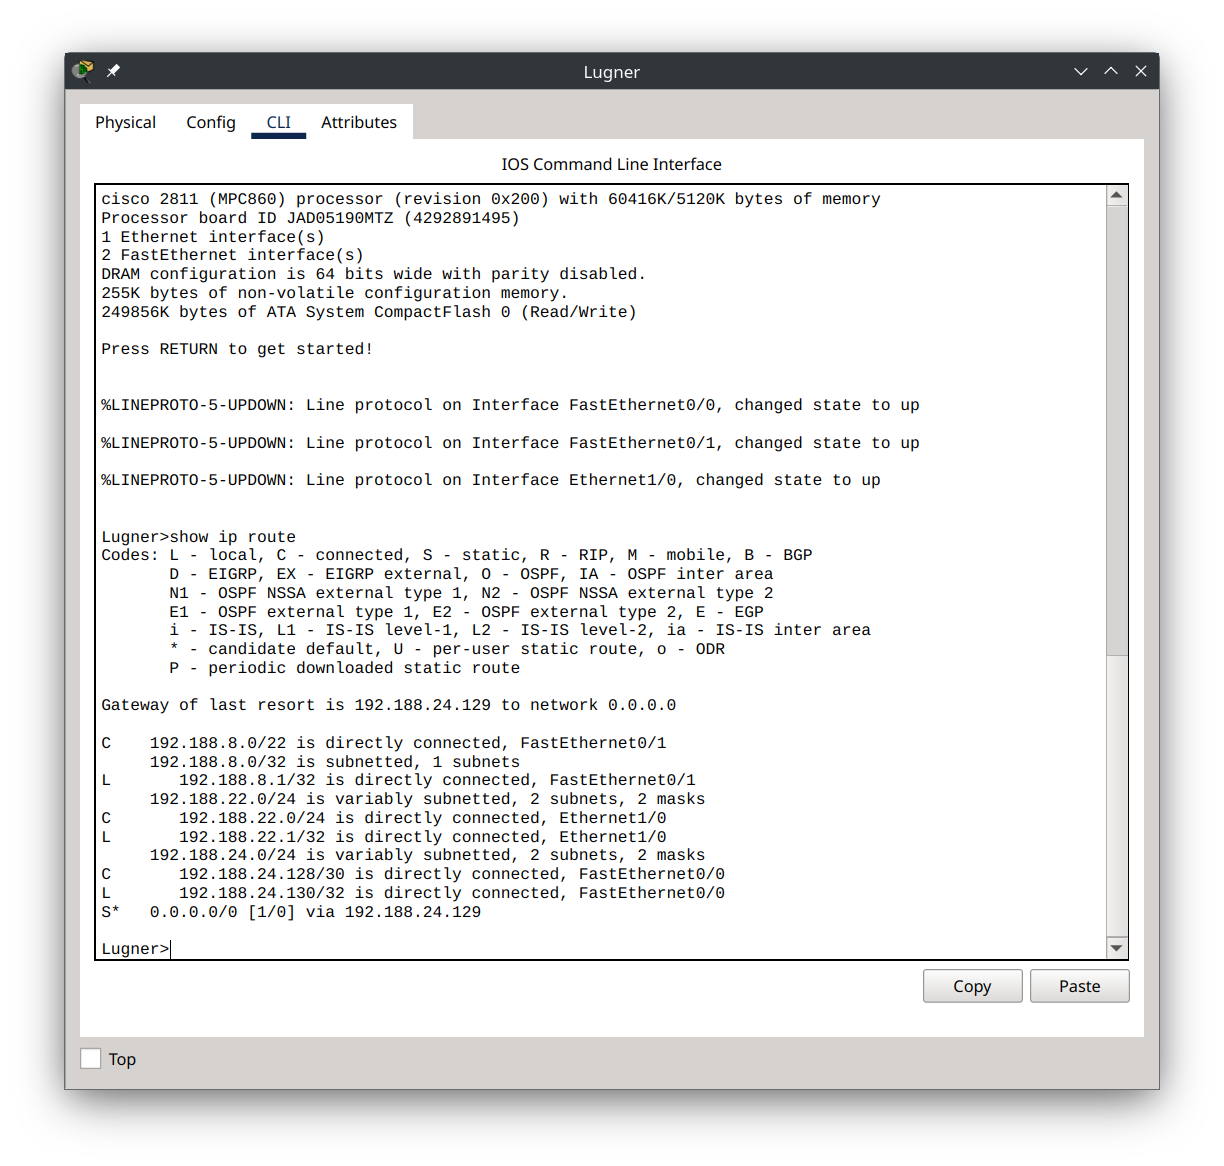 Lugner
Physical Config CLI Attributes
IOS Command Line Interface
cisco 2811 (MPC860) processor (revision 0x200) with 60416K/5120K bytes of memory
Processor board ID JAD05190MTZ (4292891495)
1 Ethernet interface(s)
2 FastEthernet interface(s)
DRAM configuration is 64 bits wide with parity disabled.
255K bytes of non-volatile configuration memory.
249856K bytes of ATA System CompactFlash 0 (Read/Write)
Press RETURN to get started!
%LINEPROTO-5-UPDOWN: Line protocol on Interface FastEthernet0/0, changed state to up
%LINEPROTO-5-UPDOWN: Line protocol on Interface FastEthernet0/1, changed state to up
%LINEPROTO-5-UPDOWN: Line protocol on Interface Ethernet1/0, changed state to up
Lugner>show ip route
Codes: L - local, C - connected, S - static, R - RIP, M - mobile, B - BGP
D - EIGRP, EX - EIGRP external, O - OSPF, IA - OSPF inter area
N1 - OSPF NSSA external type 1, N2 - OSPF NSSA external type 2
E1 - OSPF external type 1, E2 - OSPF external type 2, E - EGP
i - IS-IS, L1 - IS-IS level-1, L2 - IS-IS level-2, ia - IS-IS inter area
* - candidate default, U - per-user static route, o - ODR
P - periodic downloaded static route
Gateway of last resort is 192.188.24.129 to network 0.0.0.0
C    192.188.8.0/22 is directly connected, FastEthernet0/1
192.188.8.0/32 is subnetted, 1 subnets
L       192.188.8.1/32 is directly connected, FastEthernet0/1
192.188.22.0/24 is variably subnetted, 2 subnets, 2 masks
C       192.188.22.0/24 is directly connected, Ethernet1/0
L       192.188.22.1/32 is directly connected, Ethernet1/0
192.188.24.0/24 is variably subnetted, 2 subnets, 2 masks
C       192.188.24.128/30 is directly connected, FastEthernet0/0
L       192.188.24.130/32 is directly connected, FastEthernet0/0
S*   0.0.0.0/0 [1/0] via 192.188.24.129
Lugner>
Copy Paste
Top